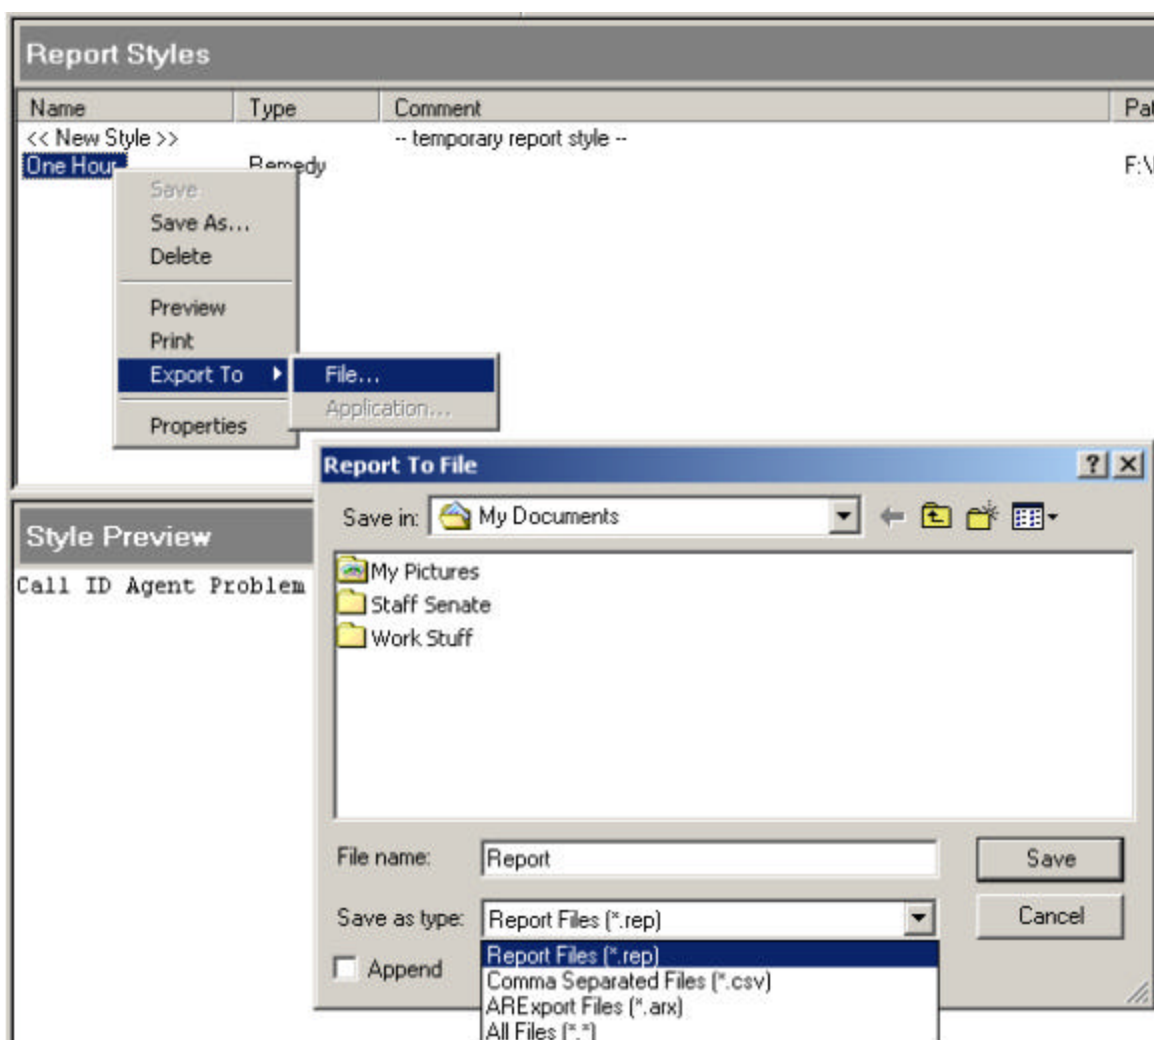 Report Styles
Name Type Comment
<< New Style >> -- temporary report style --
One Hour Remedy F:\
Save
Save As...
Delete
Preview
Print
Export To File...
Application...
Properties
Report To File
Save in: My Documents
My Pictures
Staff Senate
Work Stuff
Style Preview
Call ID Agent Problem
File name: Report Save
Save as type: Report Files (*.rep) Cancel
Append
Report Files (*.rep)
Comma Separated Files (*.csv)
ARExport Files (*.arx)
All Files (*.*)